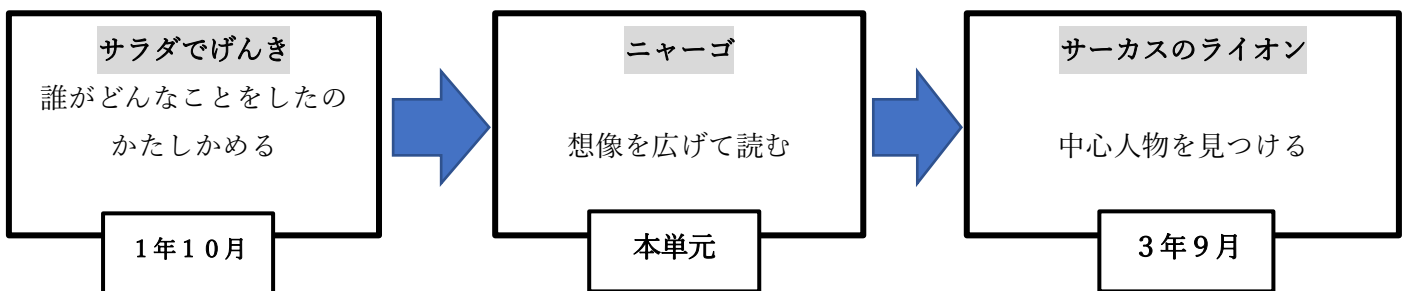 サラダでげんき
誰がどんなことをしたの
かたしかめる
1年10月
ニャーゴ
想像を広げて読む
本単元
サーカスのライオン
中心人物を見つける
3年9月